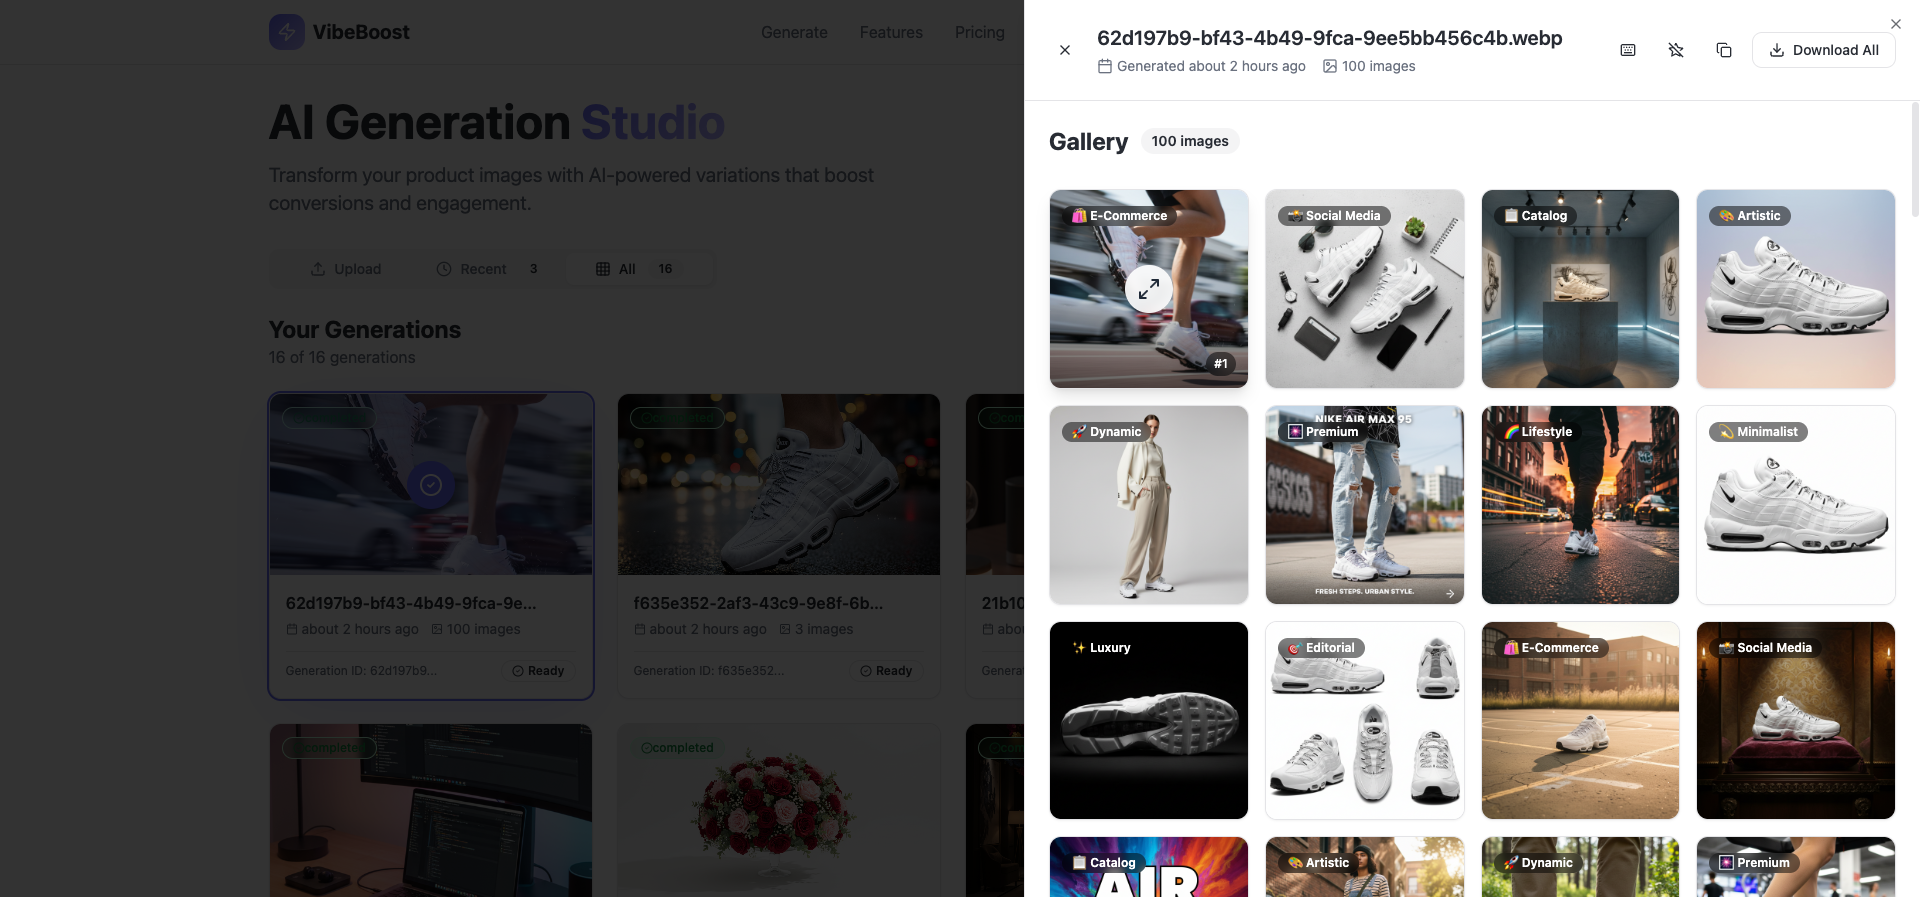 VibeBoost
Generate
Features
Pricing
AI Generation Studio
Transform your product images with AI-powered variations that boost
conversions and engagement.
Upload
Recent 3
All 16
Your Generations
16 of 16 generations
62d197b9-bf43-4b49-9fca-9e...
about 2 hours ago
100 images
Generation ID: 62d197b9...
Ready
completed
f635e352-2af3-43c9-9e8f-6b...
about 2 hours ago
3 images
Generation ID: f635e352...
Ready
com
21b10
abo
Genera
completed
completed
com
62d197b9-bf43-4b49-9fca-9ee5bb456c4b.webp
Generated about 2 hours ago
100 images
Download All
Gallery
100 images
E-Commerce
#1
Social Media
Catalog
Artistic
Dynamic
NIKE AIR MAX 95
Premium
FRESH STEPS. URBAN STYLE.
Lifestyle
Minimalist
Luxury
Editorial
E-Commerce
Social Media
Catalog
AIR
Artistic
Dynamic
Premium